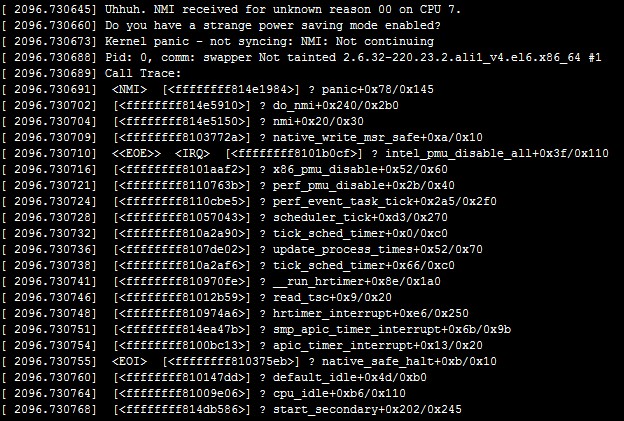 [ 2096.730645] Uhhuh. NMI received for unknown reason 00 on CPU 7.
[ 2096.730660] Do you have a strange power saving mode enabled?
[ 2096.730673] Kernel panic - not syncing: NMI: Not continuing
[ 2096.730688] Pid: 0, comm: swapper Not tainted 2.6.32-220.23.2.ali1_v4.el6.x86_64 #1
[ 2096.730689] Call Trace:
[ 2096.730691]  <NMI>  [<ffffffff814e1984>] ? panic+0x78/0x145
[ 2096.730702]  [<ffffffff814e5910>] ? do_nmi+0x240/0x2b0
[ 2096.730704]  [<ffffffff814e5150>] ? nmi+0x20/0x30
[ 2096.730709]  [<ffffffff8103772a>] ? native_write_msr_safe+0xa/0x10
[ 2096.730710]  <<EOE>>  <IRQ>  [<ffffffff8101b0cf>] ? intel_pmu_disable_all+0x3f/0x110
[ 2096.730716]  [<ffffffff8101aaf2>] ? x86_pmu_disable+0x52/0x60
[ 2096.730721]  [<ffffffff8110763b>] ? perf_pmu_disable+0x2b/0x40
[ 2096.730724]  [<ffffffff8110cbe5>] ? perf_event_task_tick+0x2a5/0x2f0
[ 2096.730728]  [<ffffffff81057043>] ? scheduler_tick+0xd3/0x270
[ 2096.730732]  [<ffffffff810a2a90>] ? tick_sched_timer+0x0/0xc0
[ 2096.730736]  [<ffffffff8107de02>] ? update_process_times+0x52/0x70
[ 2096.730738]  [<ffffffff810a2af6>] ? tick_sched_timer+0x66/0xc0
[ 2096.730741]  [<ffffffff810970fe>] ? __run_hrtimer+0x8e/0x1a0
[ 2096.730746]  [<ffffffff81012b59>] ? read_tsc+0x9/0x20
[ 2096.730748]  [<ffffffff810974a6>] ? hrtimer_interrupt+0xe6/0x250
[ 2096.730751]  [<ffffffff814ea47b>] ? smp_apic_timer_interrupt+0x6b/0x9b
[ 2096.730754]  [<ffffffff8100bc13>] ? apic_timer_interrupt+0x13/0x20
[ 2096.730755]  <EOI>  [<ffffffff810375eb>] ? native_safe_halt+0xb/0x10
[ 2096.730760]  [<ffffffff810147dd>] ? default_idle+0x4d/0xb0
[ 2096.730764]  [<ffffffff81009e06>] ? cpu_idle+0xb6/0x110
[ 2096.730768]  [<ffffffff814db586>] ? start_secondary+0x202/0x245